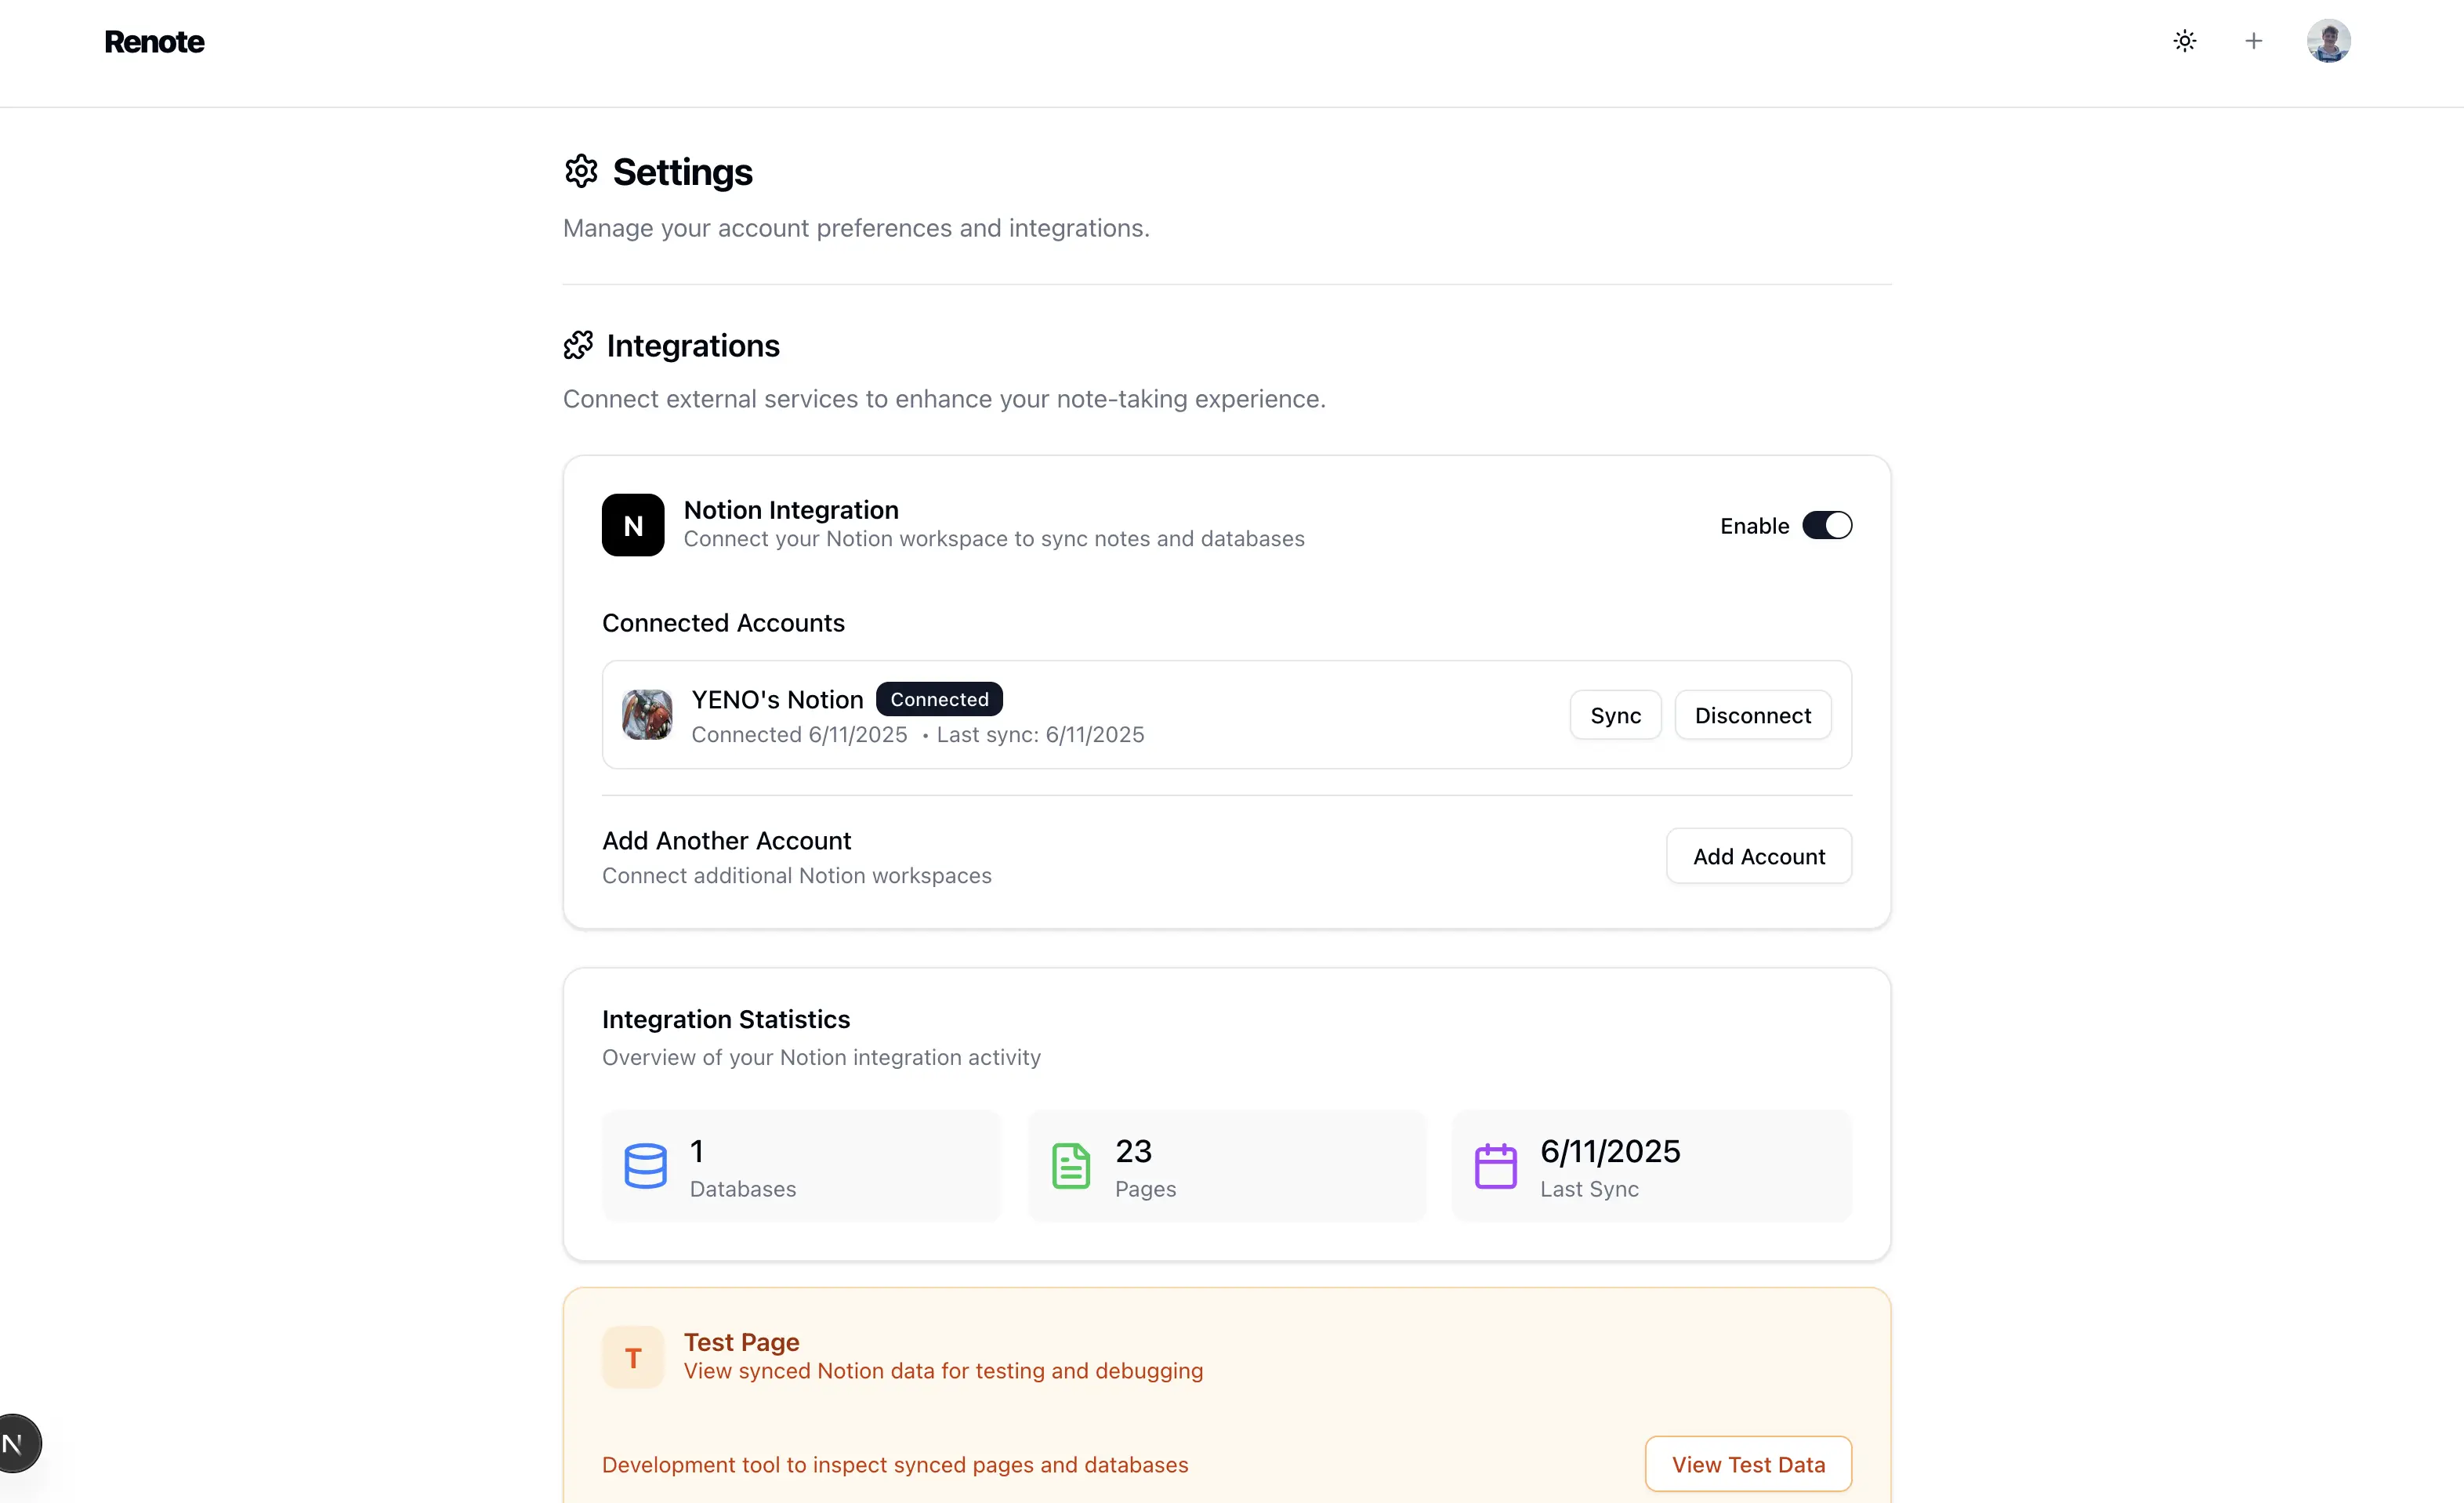 Renote
Settings
Manage your account preferences and integrations.
Integrations
Connect external services to enhance your note-taking experience.
N
Notion Integration
Connect your Notion workspace to sync notes and databases
Enable
Connected Accounts
YENO's Notion Connected
Connected 6/11/2025 • Last sync: 6/11/2025
Sync
Disconnect
Add Another Account
Connect additional Notion workspaces
Add Account
Integration Statistics
Overview of your Notion integration activity
1
Databases
23
Pages
6/11/2025
Last Sync
T
Test Page
View synced Notion data for testing and debugging
Development tool to inspect synced pages and databases
View Test Data
N